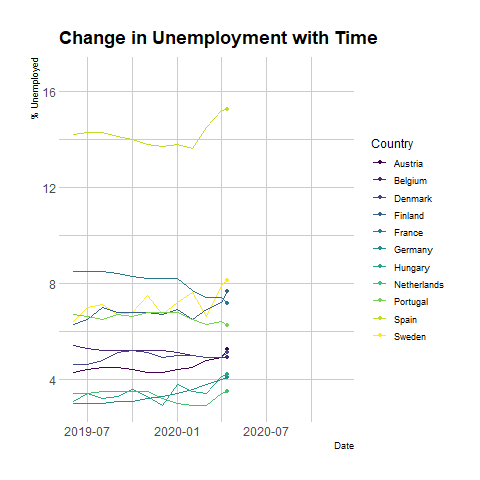 Change in Unemployment with Time
% Unemployed
16
12
8
4
2019-07 2020-01 2020-07
Date
Country
Austria
Belgium
Denmark
Finland
France
Germany
Hungary
Netherlands
Portugal
Spain
Sweden